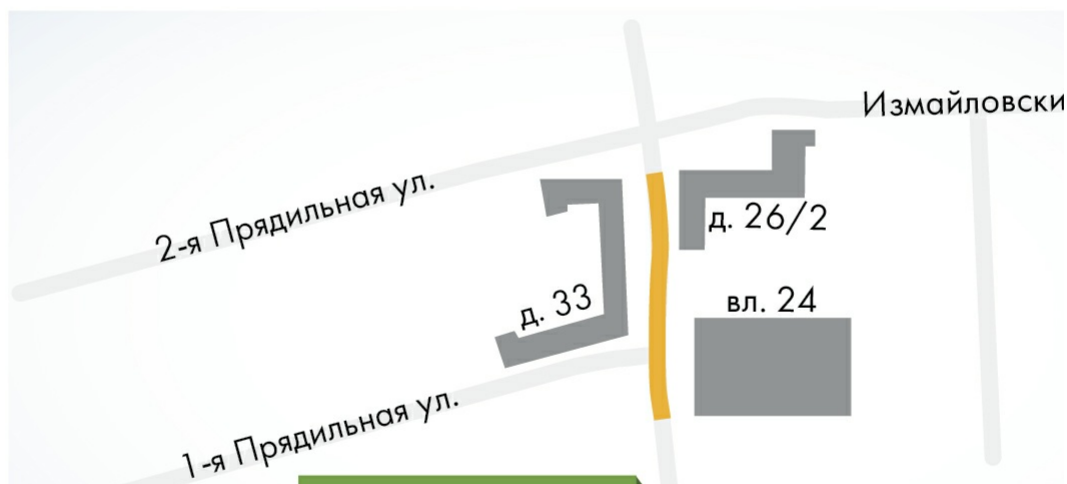 Измайловски
2-я Прядильная ул.
д. 26/2
д. 33
вл. 24
1-я Прядильная ул.